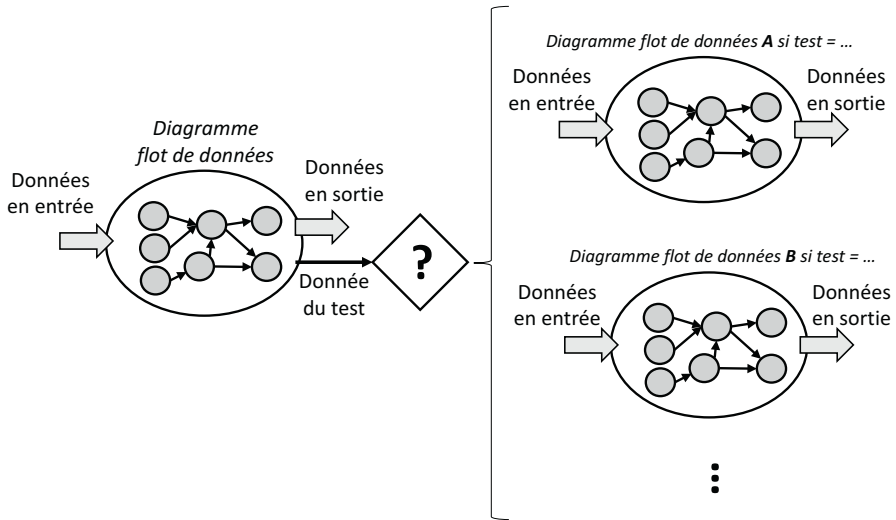 Diagramme
flot de données
Données
en entrée
Données
en sortie
Donnée
du test
?
Diagramme flot de données A si test = ...
Données
en entrée
Données
en sortie
Diagramme flot de données B si test = ...
Données
en entrée
Données
en sortie